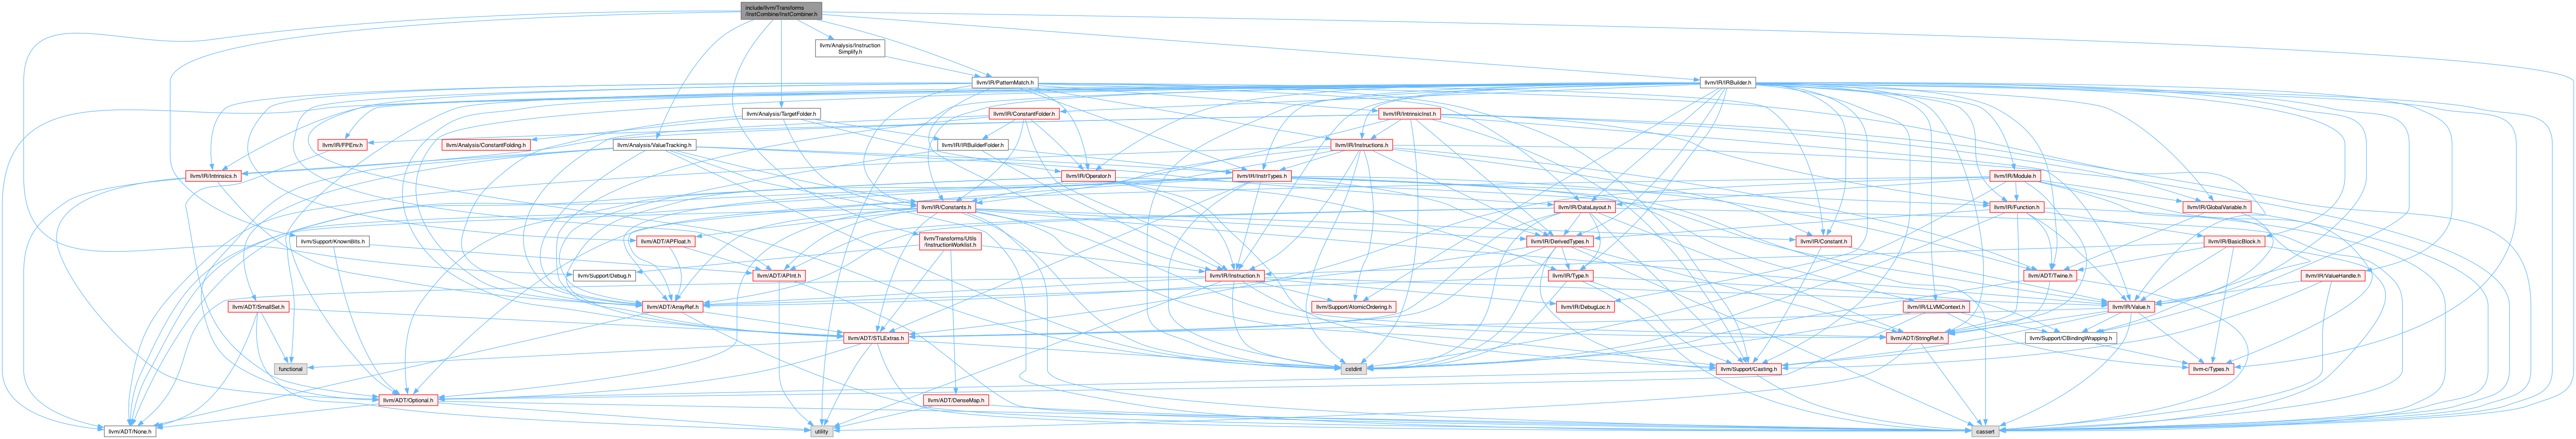 include/llvm/Transforms
/InstCombine/InstCombiner.h
llvm/Analysis/Instruction
Simplify.h
llvm/IR/PatternMatch.h
llvm/IR/IRBuilder.h
llvm/Analysis/TargetFolder.h
llvm/IR/ConstantFolder.h
llvm/IR/IntrinsicInst.h
llvm/IR/FPEnv.h
llvm/Analysis/ConstantFolding.h
llvm/Analysis/ValueTracking.h
llvm/IR/IRBuilderFolder.h
llvm/IR/Instructions.h
llvm/IR/Intrinsics.h
llvm/IR/Operator.h
llvm/IR/InstrTypes.h
llvm/IR/Module.h
llvm/IR/Constants.h
llvm/IR/DataLayout.h
llvm/IR/Function.h
llvm/IR/GlobalVariable.h
llvm/Support/KnownBits.h
llvm/ADT/APFloat.h
llvm/Transforms/Utils
/InstructionWorklist.h
llvm/IR/DerivedTypes.h
llvm/IR/Constant.h
llvm/IR/BasicBlock.h
llvm/Support/Debug.h
llvm/ADT/APInt.h
llvm/IR/Instruction.h
llvm/IR/Type.h
llvm/ADT/Twine.h
llvm/IR/ValueHandle.h
llvm/ADT/SmallSet.h
llvm/ADT/ArrayRef.h
llvm/Support/AtomicOrdering.h
llvm/IR/DebugLoc.h
llvm/IR/LLVMContext.h
llvm/IR/Value.h
llvm/ADT/STLExtras.h
llvm/ADT/StringRef.h
llvm/Support/CBindingWrapping.h
functional
cstdint
llvm/Support/Casting.h
llvm-c/Types.h
llvm/ADT/Optional.h
llvm/ADT/DenseMap.h
llvm/ADT/None.h
utility
cassert